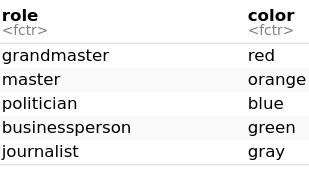 role color
<fctr> <fctr>
grandmaster red
master orange
politician blue
businessperson green
journalist gray